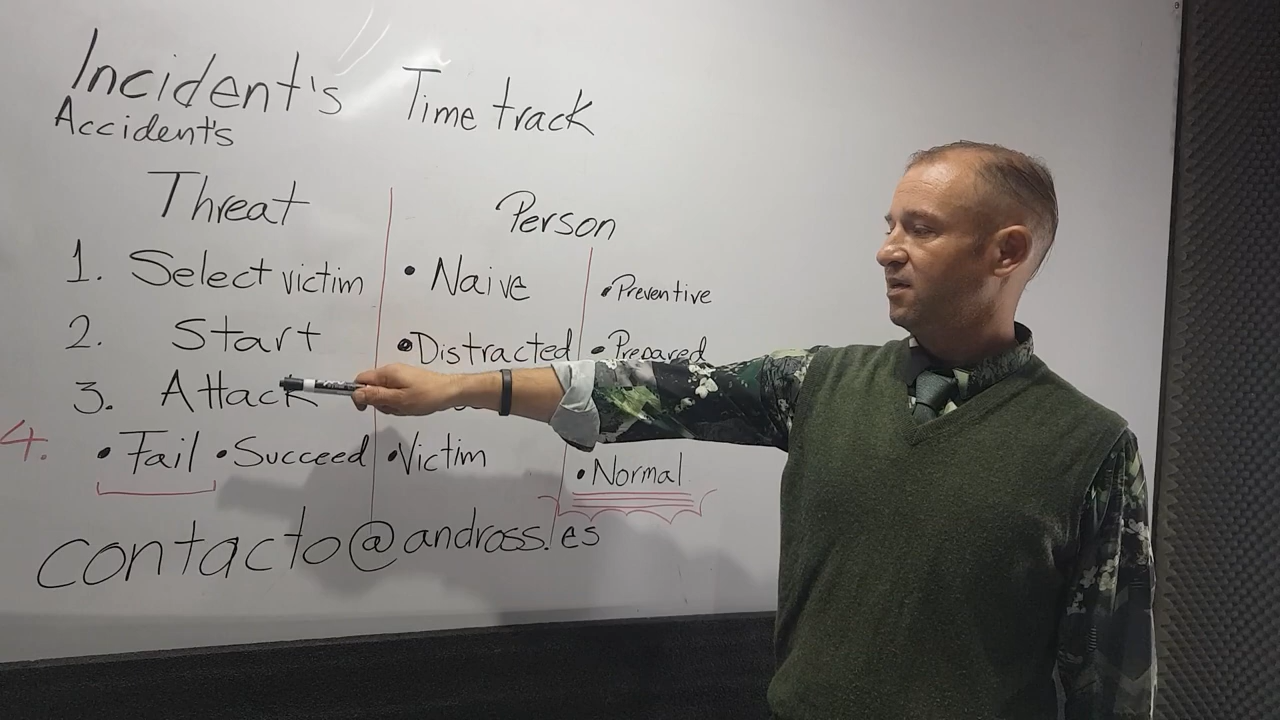 Incident's Time track
Accident's
Threat Person
1. Select victim • Naive • Preventive
2. Start • Distracted • Prepared
3. Attack
4. • Fail • Succeed • Victim • Normal
contacto@andross.es